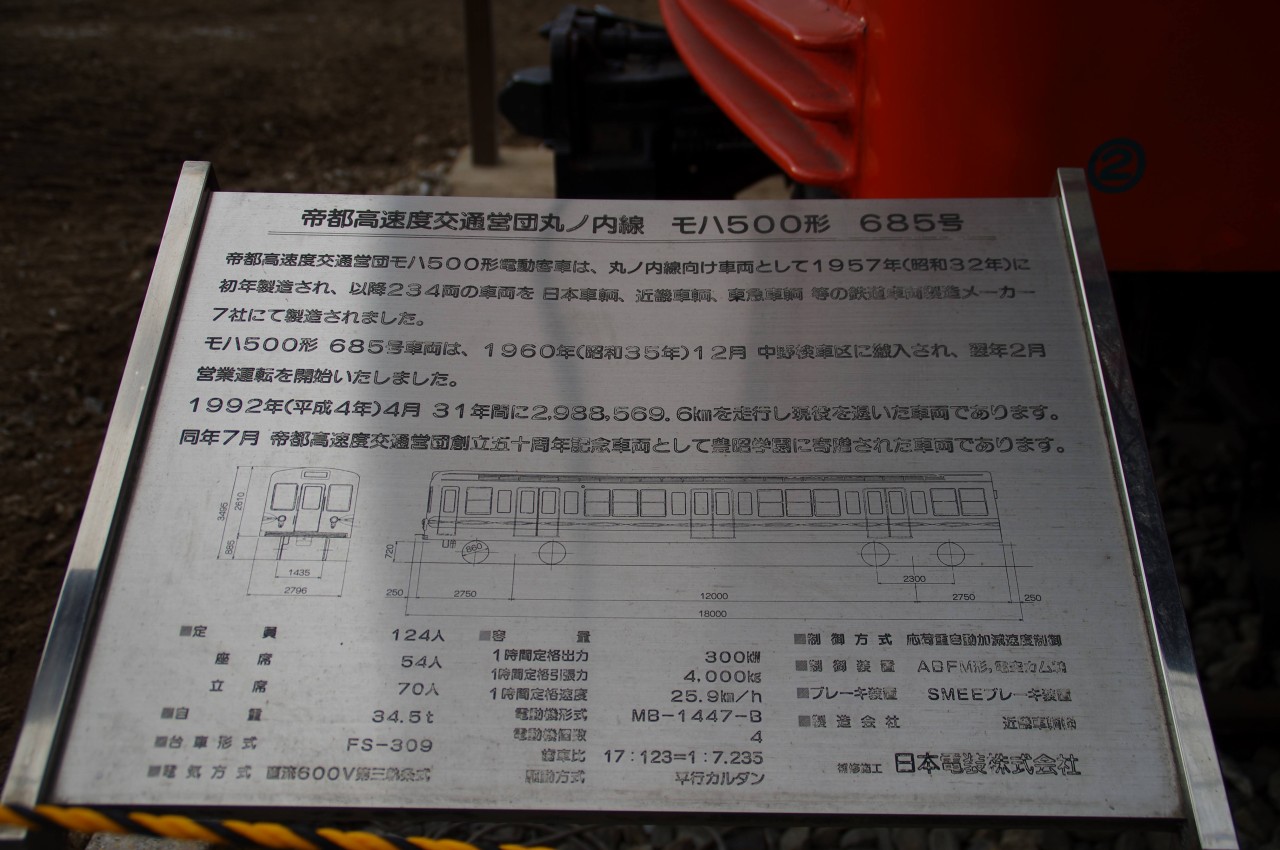 ②
帝都高速度交通営団丸ノ内線 モハ500形 685号
帝都高速度交通営団モハ500形電動客車は、丸ノ内線向け車両として1957年(昭和32年)に
初年製造され、以降234両の車両を 日本車輌、近畿車輌、東急車輌 等の鉄道車両製造メーカー
7社にて製造されました。
モハ500形 685号車両は、1960年(昭和35年)12月 中野検車区に搬入され、翌年2月
営業運転を開始いたしました。
1992年(平成4年)4月 31年間に2,988,569.6kmを走行し現役を退いた車両であります。
同年7月 帝都高速度交通営団創立五十周年記念車両として豊昭学園に寄贈された車両であります。
3495 2610 885
1435
2796
720 860
2300
250 2750 12000 2750 250
18000
■定員 124人
座席 54人
立席 70人
■自重 34.5t
■台車形式 FS-309
■電気方式 直流600V第三軌条式
■容量
1時間定格出力 300kW
1時間定格引張力 4,000kg
1時間定格速度 25.9km/h
電動機形式 MB-1447-B
電動機個数 4
歯車比 17:123=1:7.235
駆動方式 平行カルダン
■制御方式 応荷重自動加減速度制御
■制御装置 ABFM形,電空カム軸
■ブレーキ装置 SMEEブレーキ装置
■製造会社 近畿車輌㈱
補修施工 日本電装株式会社